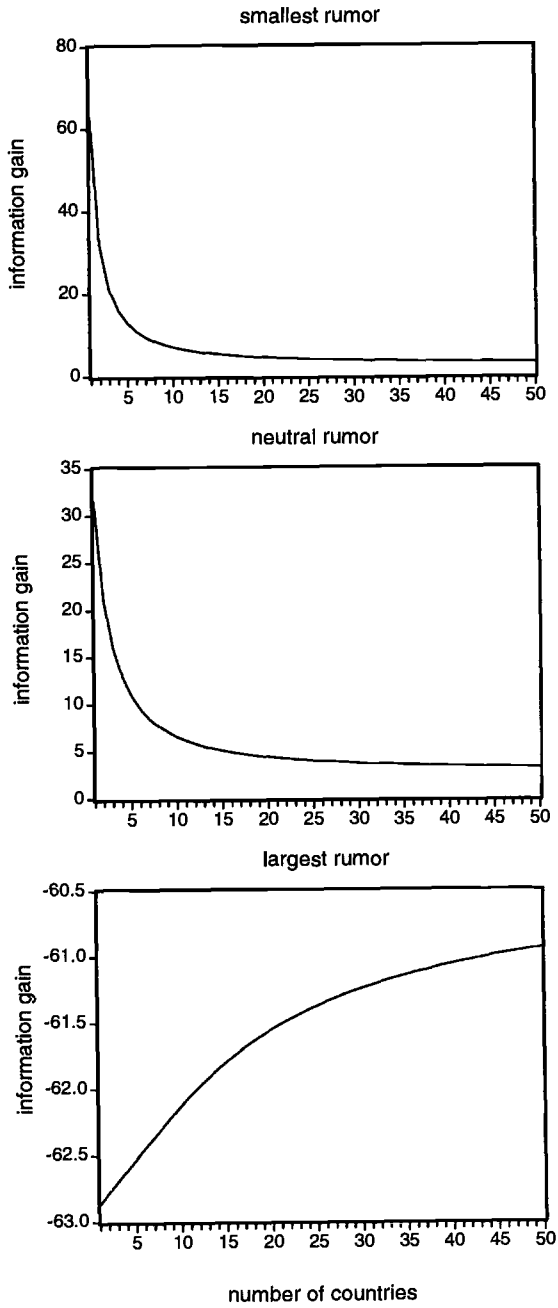 smallest rumor
information gain
80
60
40
20
0
5 10 15 20 25 30 35 40 45 50
neutral rumor
information gain
35
30
25
20
15
10
5
0
5 10 15 20 25 30 35 40 45 50
largest rumor
information gain
-60.5
-61.0
-61.5
-62.0
-62.5
-63.0
5 10 15 20 25 30 35 40 45 50
number of countries